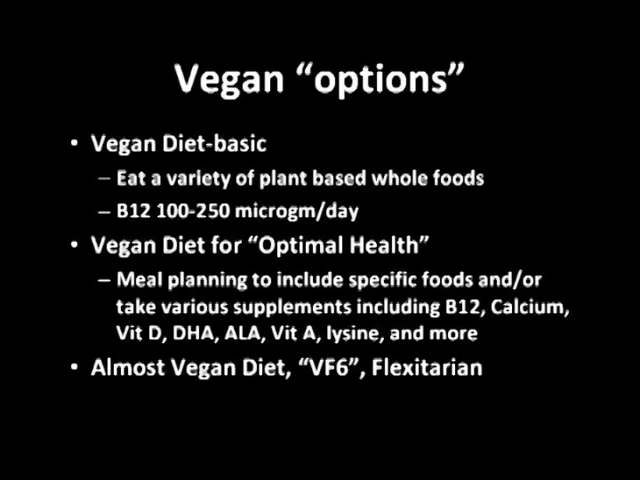 Vegan “options”
• Vegan Diet-basic
– Eat a variety of plant based whole foods
– B12 100-250 microgm/day
• Vegan Diet for “Optimal Health”
– Meal planning to include specific foods and/or
take various supplements including B12, Calcium,
Vit D, DHA, ALA, Vit A, lysine, and more
• Almost Vegan Diet, “VF6”, Flexitarian